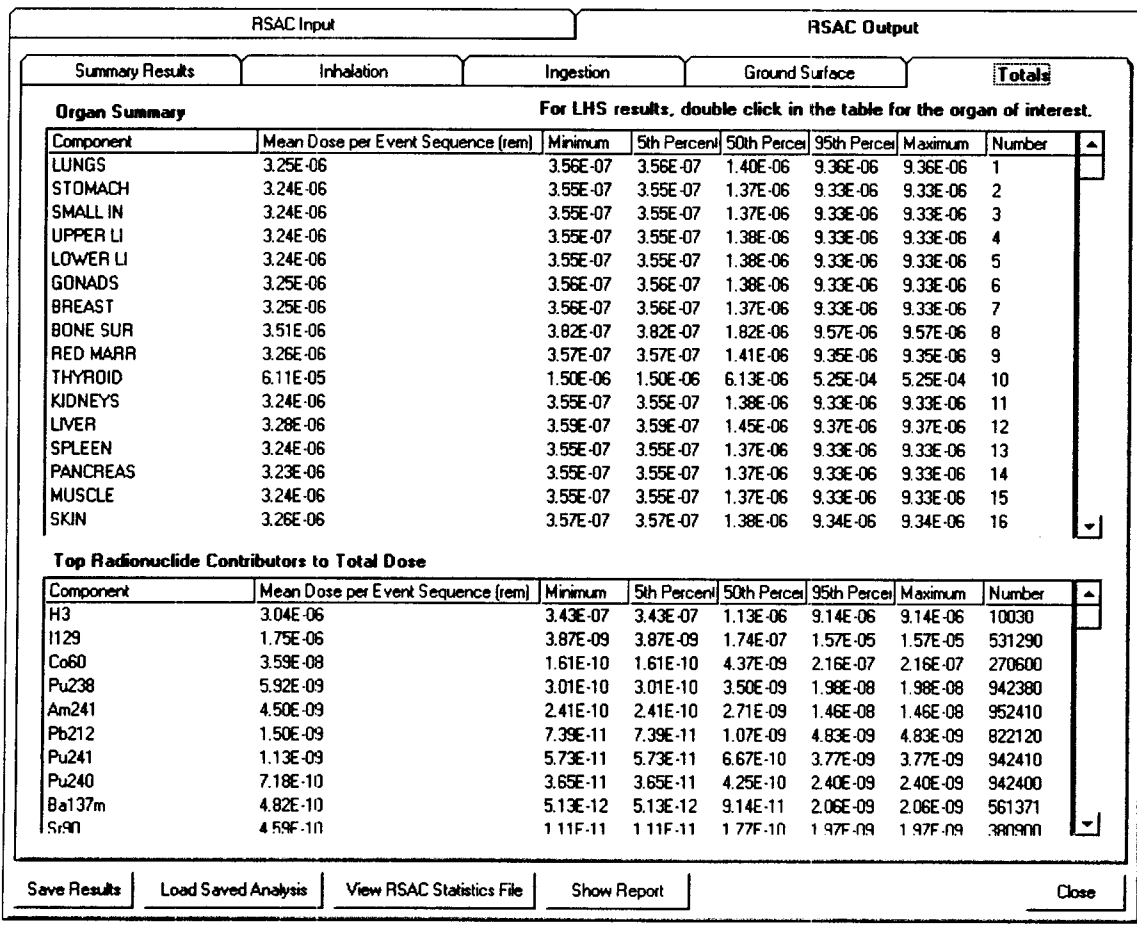 RSAC Input RSAC Output
Summary Results Inhalation Ingestion Ground Surface Totals
Organ Summary For LHS results, double click in the table for the organ of interest.
Component Mean Dose per Event Sequence (rem) Minimum 5th Percent 50th Percer 95th Percer Maximum Number
LUNGS 3.25E-06 3.56E-07 3.56E-07 1.40E-06 9.36E-06 9.36E-06 1
STOMACH 3.24E-06 3.55E-07 3.55E-07 1.37E-06 9.33E-06 9.33E-06 2
SMALL IN 3.24E-06 3.55E-07 3.55E-07 1.37E-06 9.33E-06 9.33E-06 3
UPPER LI 3.24E-06 3.55E-07 3.55E-07 1.38E-06 9.33E-06 9.33E-06 4
LOWER LI 3.24E-06 3.55E-07 3.55E-07 1.38E-06 9.33E-06 9.33E-06 5
GONADS 3.25E-06 3.56E-07 3.56E-07 1.38E-06 9.33E-06 9.33E-06 6
BREAST 3.25E-06 3.56E-07 3.56E-07 1.37E-06 9.33E-06 9.33E-06 7
BONE SUR 3.51E-06 3.82E-07 3.82E-07 1.82E-06 9.57E-06 9.57E-06 8
RED MARR 3.26E-06 3.57E-07 3.57E-07 1.41E-06 9.35E-06 9.35E-06 9
THYROID 6.11E-05 1.50E-06 1.50E-06 6.13E-06 5.25E-04 5.25E-04 10
KIDNEYS 3.24E-06 3.55E-07 3.55E-07 1.38E-06 9.33E-06 9.33E-06 11
LIVER 3.28E-06 3.59E-07 3.59E-07 1.45E-06 9.37E-06 9.37E-06 12
SPLEEN 3.24E-06 3.55E-07 3.55E-07 1.37E-06 9.33E-06 9.33E-06 13
PANCREAS 3.23E-06 3.55E-07 3.55E-07 1.37E-06 9.33E-06 9.33E-06 14
MUSCLE 3.24E-06 3.55E-07 3.55E-07 1.37E-06 9.33E-06 9.33E-06 15
SKIN 3.26E-06 3.57E-07 3.57E-07 1.38E-06 9.34E-06 9.34E-06 16
Top Radionuclide Contributors to Total Dose
Component Mean Dose per Event Sequence (rem) Minimum 5th Percent 50th Percer 95th Percer Maximum Number
H3 3.04E-06 3.43E-07 3.43E-07 1.13E-06 9.14E-06 9.14E-06 10030
I129 1.75E-06 3.87E-09 3.87E-09 1.74E-07 1.57E-05 1.57E-05 531290
Co60 3.59E-08 1.61E-10 1.61E-10 4.37E-09 2.16E-07 2.16E-07 270600
Pu238 5.92E-09 3.01E-10 3.01E-10 3.50E-09 1.98E-08 1.98E-08 942380
Am241 4.50E-09 2.41E-10 2.41E-10 2.71E-09 1.46E-08 1.46E-08 952410
Pb212 1.50E-09 7.39E-11 7.39E-11 1.07E-09 4.83E-09 4.83E-09 822120
Pu241 1.13E-09 5.73E-11 5.73E-11 6.67E-10 3.77E-09 3.77E-09 942410
Pu240 7.18E-10 3.65E-11 3.65E-11 4.25E-10 2.40E-09 2.40E-09 942400
Ba137m 4.82E-10 5.13E-12 5.13E-12 9.14E-11 2.06E-09 2.06E-09 561371
Sr90 4.59E-10 1.11E-11 1.11E-11 1.77E-10 1.97E-09 1.97E-09 380900
Save Results Load Saved Analysis View RSAC Statistics File Show Report Close